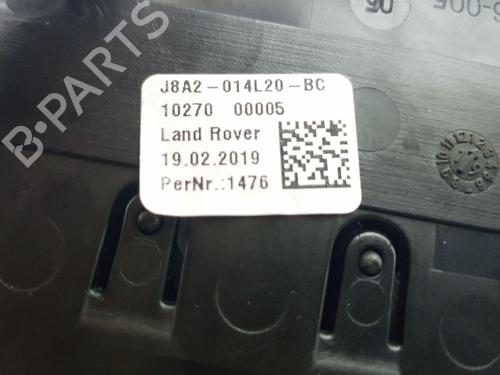 J8A2-014L20-BC
10270 00005
Land Rover
19.02.2019
PerNr.:1476
B-PARTS